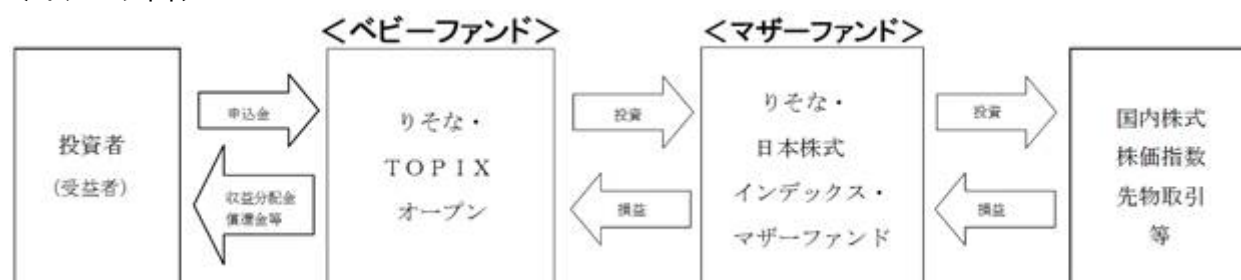 <ベビーファンド>
<マザーファンド>
投資者
(受益者)
申込金
収益分配金
償還金等
りそな・
TOPIX
オープン
投資
損益
りそな・
日本株式
インデックス・
マザーファンド
投資
損益
国内株式
株価指数
先物取引
等